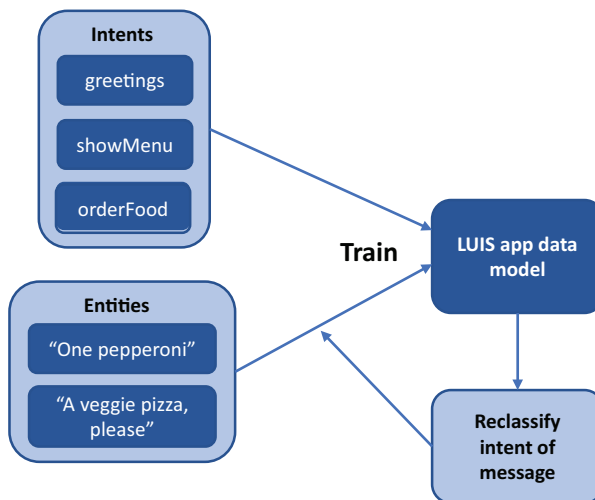 Intents
greetings
showMenu
orderFood
Train
LUIS app data
model
Entities
“One pepperoni”
“A veggie pizza,
please”
Reclassify
intent of
message